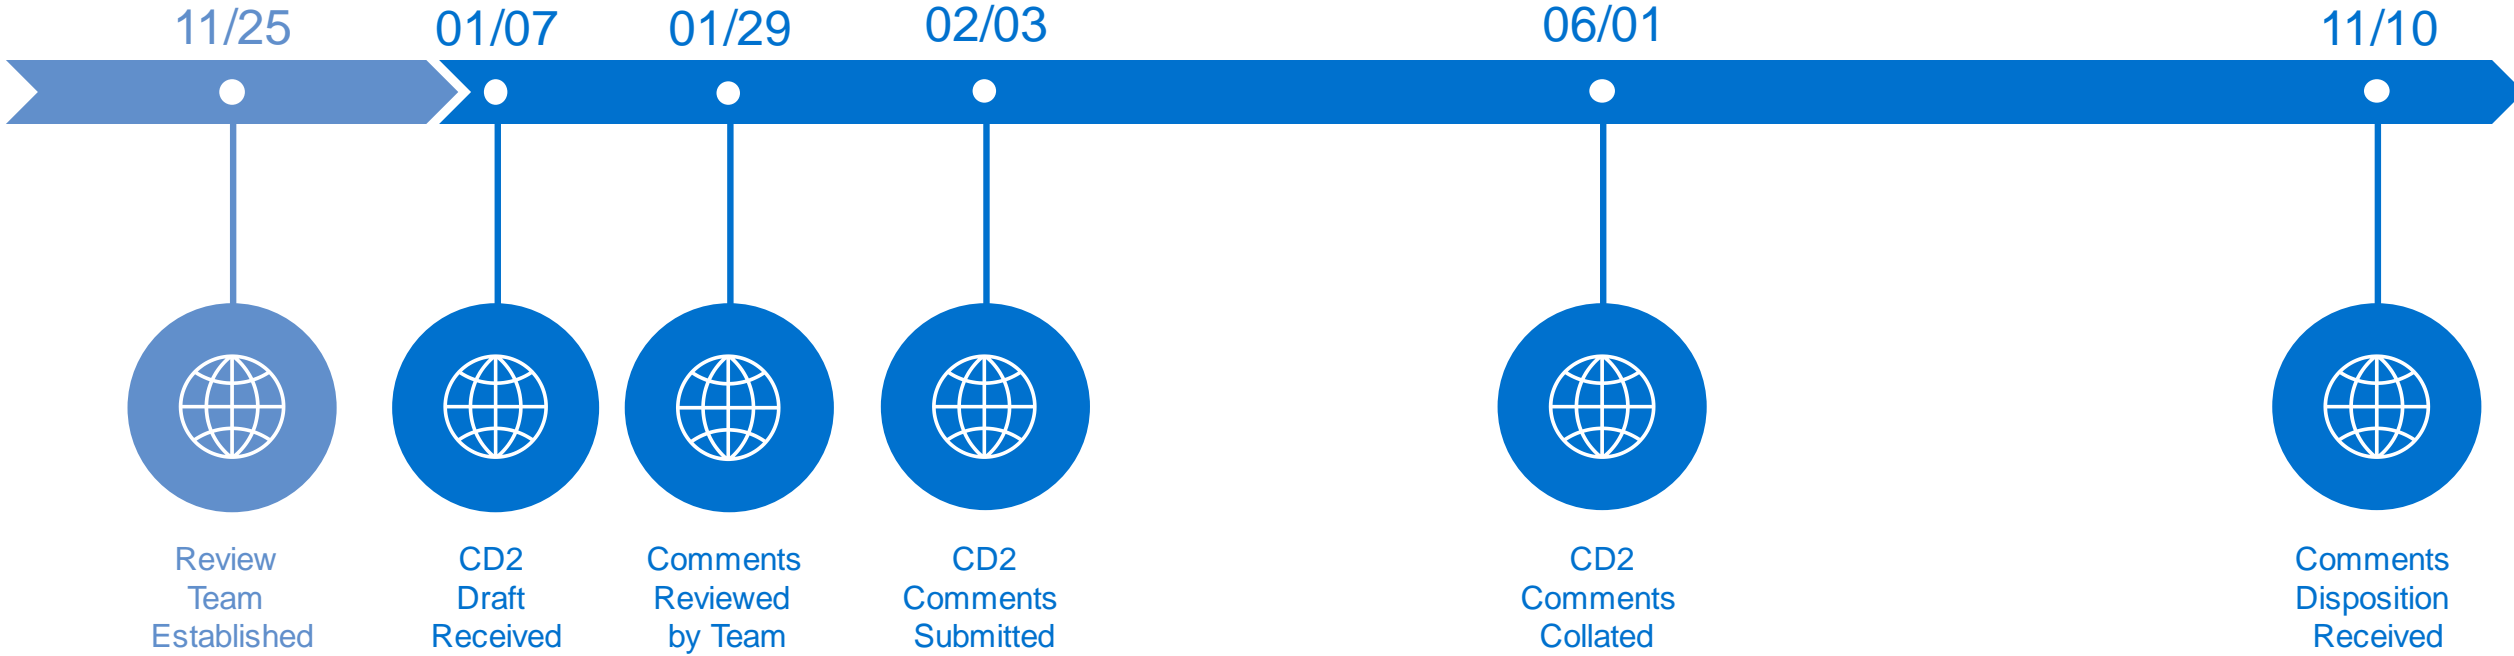 11/25
01/07
01/29
02/03
06/01
11/10
Review
Team
Established
CD2
Draft
Received
Comments
Reviewed
by Team
CD2
Comments
Submitted
CD2
Comments
Collated
Comments
Disposition
Received